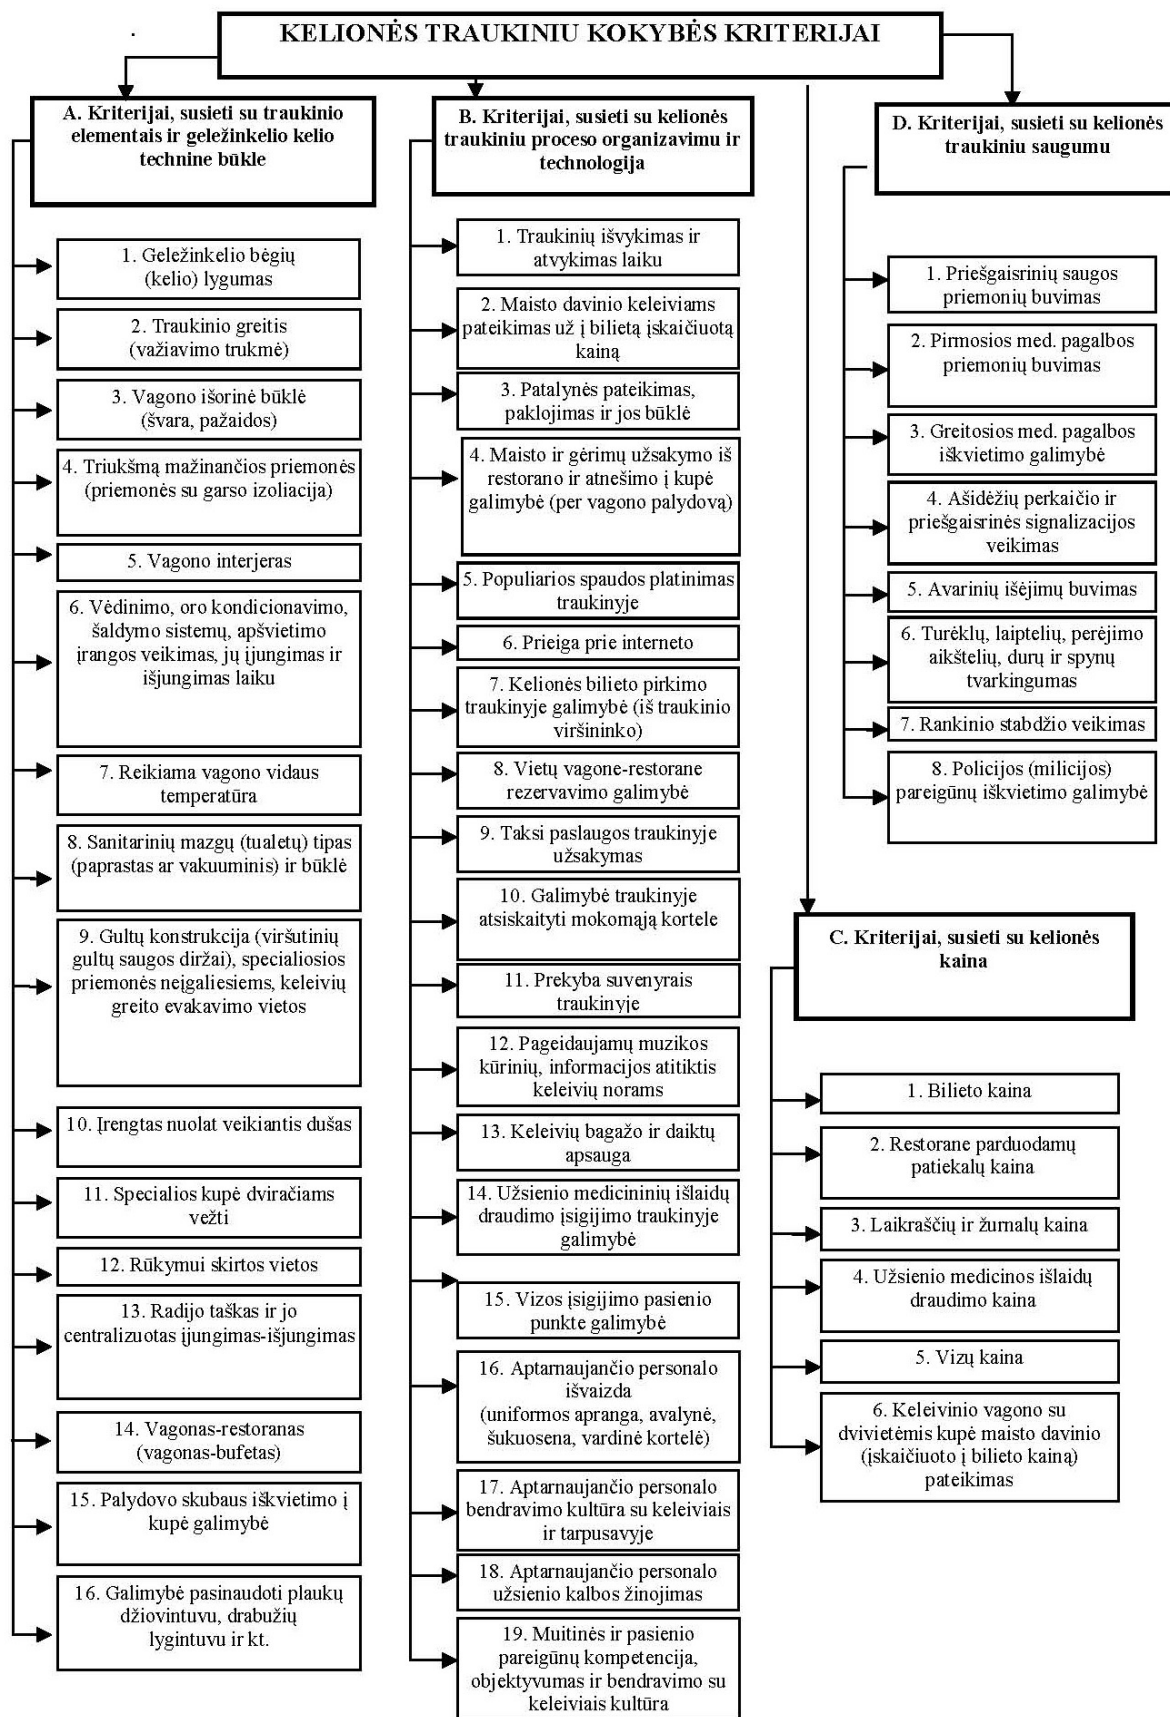 KELIONĖS TRAUKINIU KOKYBĖS KRITERIJAI
A. Kriterijai, susieti su traukinio
elementais ir geležinkelio kelio
technine būkle
1. Geležinkelio bėgių
(kelio) lygumas
2. Traukinio greitis
(važiavimo trukmė)
3. Vagono išorinė būklė
(švara, pažaidos)
4. Triukšmą mažinančios priemonės
(priemonės su garso izoliacija)
5. Vagono interjeras
6. Vėdinimo, oro kondicionavimo,
šaldymo sistemų, apšvietimo
įrangos veikimas, jų įjungimas ir
išjungimas laiku
7. Reikiama vagono vidaus
temperatūra
8. Sanitarinių mazgų (tualetų) tipas
(paprastas ar vakuuminis) ir būklė
9. Gultų konstrukcija (viršutinių
gultų saugos diržai), specialiosios
priemonės neįgaliesiems, keleivių
greito evakavimo vietos
10. Įrengtas nuolat veikiantis dušas
11. Specialios kupė dviračiams
vežti
12. Rūkymui skirtos vietos
13. Radijo taškas ir jo
centralizuotas įjungimas-išjungimas
14. Vagonas-restoranas
(vagonas-bufetas)
15. Palydovo skubaus iškvietimo į
kupė galimybė
16. Galimybė pasinaudoti plaukų
džiovintuvu, drabužių
lygintuvu ir kt.
B. Kriterijai, susieti su kelionės
traukiniu proceso organizavimu ir
technologija
1. Traukinių išvykimas ir
atvykimas laiku
2. Maisto davinio keleiviams
pateikimas už į bilietą įskaičiuotą
kainą
3. Patalynės pateikimas,
paklojimas ir jos būklė
4. Maisto ir gėrimų užsakymo iš
restorano ir atnešimo į kupė
galimybė (per vagono palydovą)
5. Populiarios spaudos platinimas
traukinyje
6. Prieiga prie interneto
7. Kelionės bilieto pirkimo
traukinyje galimybė (iš traukinio
viršininko)
8. Vietų vagone-restorane
rezervavimo galimybė
9. Taksi paslaugos traukinyje
užsakymas
10. Galimybė traukinyje
atsiskaityti mokomąją kortele
11. Prekyba suvenyrais
traukinyje
12. Pageidaujamų muzikos
kūrinių, informacijos atitiktis
keleivių norams
13. Keleivių bagažo ir daiktų
apsauga
14. Užsienio medicininių išlaidų
draudimo įsigijimo traukinyje
galimybė
15. Vizos įsigijimo pasienio
punkte galimybė
16. Aptarnaujančio personalo
išvaizda
(uniformos apranga, avalynė,
šukuosena, vardinė kortelė)
17. Aptarnaujančio personalo
bendravimo kultūra su keleiviais
ir tarpusavyje
18. Aptarnaujančio personalo
užsienio kalbos žinojimas
19. Muitinės ir pasienio
pareigūnų kompetencija,
objektyvumas ir bendravimo su
keleiviais kultūra
D. Kriterijai, susieti su kelionės
traukiniu saugumu
1. Priešgaisrinių saugos
priemonių buvimas
2. Pirmosios med. pagalbos
priemonių buvimas
3. Greitosios med. pagalbos
iškvietimo galimybė
4. Ašidėžių perkaičio ir
priešgaisrinės signalizacijos
veikimas
5. Avarinių išėjimų buvimas
6. Turėklų, laiptelių, perėjimo
aikštelių, durų ir spynų
tvarkingumas
7. Rankinio stabdžio veikimas
8. Policijos (milicijos)
pareigūnų iškvietimo galimybė
C. Kriterijai, susieti su kelionės
kaina
1. Bilieto kaina
2. Restorane parduodamų
patiekalų kaina
3. Laikraščių ir žurnalų kaina
4. Užsienio medicinos išlaidų
draudimo kaina
5. Vizų kaina
6. Keleivinio vagono su
dvivietėmis kupė maisto davinio
(įskaičiuoto į bilieto kainą)
pateikimas